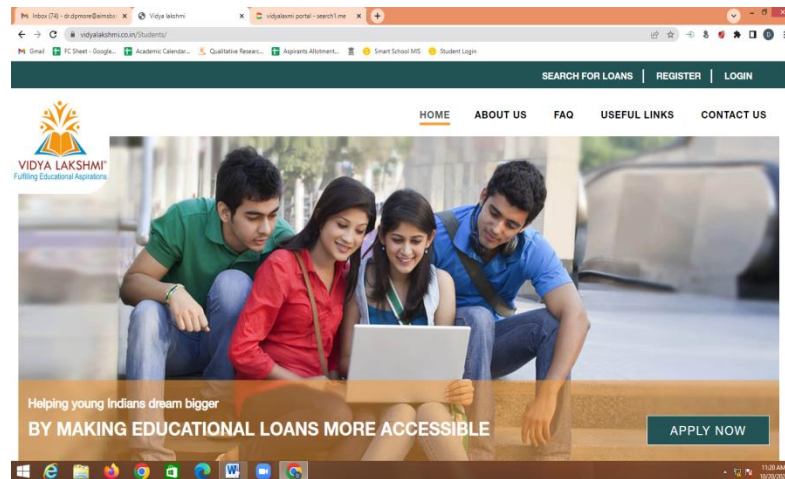 Inbox (74) - dr.dpmore@aimsba
Vidya lakshmi
vidyalaxmi portal - search1.me
vidyalakshmi.co.in/Students/
Gmail
FC Sheet - Google...
Academic Calendar...
Qualitative Researc...
Aspirants Allotment...
Smart School MIS
Student Login
SEARCH FOR LOANS | REGISTER | LOGIN
HOME ABOUT US FAQ USEFUL LINKS CONTACT US
VIDYA LAKSHMI
Fulfilling Educational Aspirations
Helping young Indians dream bigger
BY MAKING EDUCATIONAL LOANS MORE ACCESSIBLE
APPLY NOW
11:20 AM